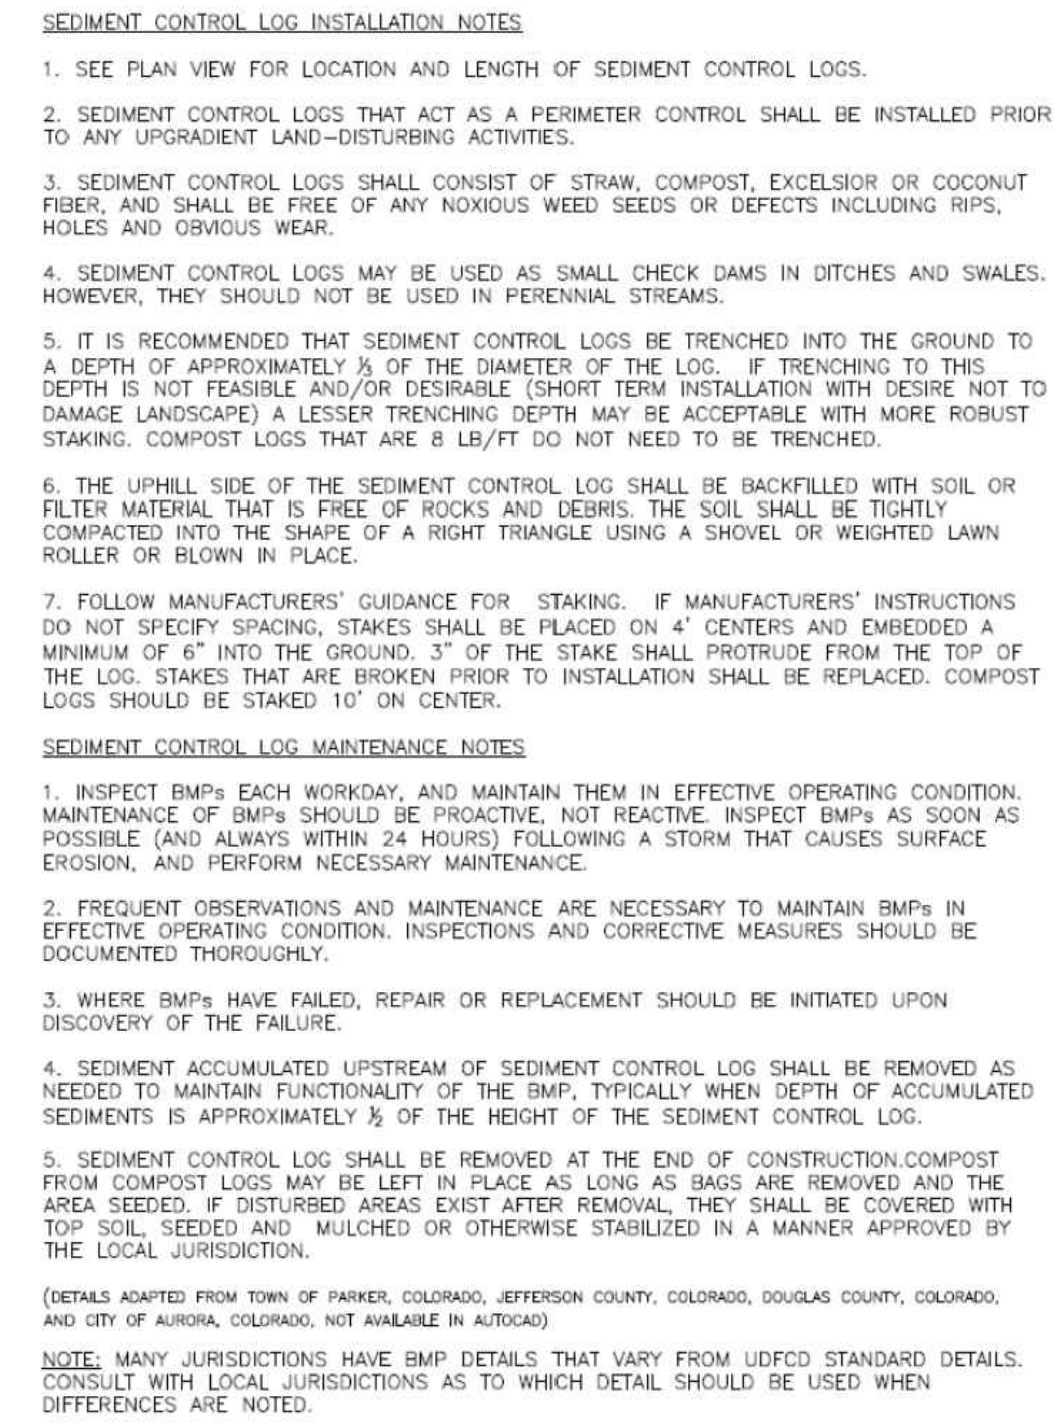 SEDIMENT CONTROL LOG INSTALLATION NOTES
1. SEE PLAN VIEW FOR LOCATION AND LENGTH OF SEDIMENT CONTROL LOGS.
2. SEDIMENT CONTROL LOGS THAT ACT AS A PERIMETER CONTROL SHALL BE INSTALLED PRIOR
TO ANY UPGRADIENT LAND-DISTURBING ACTIVITIES.
3. SEDIMENT CONTROL LOGS SHALL CONSIST OF STRAW, COMPOST, EXCELSIOR OR COCONUT
FIBER, AND SHALL BE FREE OF ANY NOXIOUS WEED SEEDS OR DEFECTS INCLUDING RIPS,
HOLES AND OBVIOUS WEAR.
4. SEDIMENT CONTROL LOGS MAY BE USED AS SMALL CHECK DAMS IN DITCHES AND SWALES.
HOWEVER, THEY SHOULD NOT BE USED IN PERENNIAL STREAMS.
5. IT IS RECOMMENDED THAT SEDIMENT CONTROL LOGS BE TRENCHED INTO THE GROUND TO
A DEPTH OF APPROXIMATELY ⅓ OF THE DIAMETER OF THE LOG. IF TRENCHING TO THIS
DEPTH IS NOT FEASIBLE AND/OR DESIRABLE (SHORT TERM INSTALLATION WITH DESIRE NOT TO
DAMAGE LANDSCAPE) A LESSER TRENCHING DEPTH MAY BE ACCEPTABLE WITH MORE ROBUST
STAKING. COMPOST LOGS THAT ARE 8 LB/FT DO NOT NEED TO BE TRENCHED.
6. THE UPHILL SIDE OF THE SEDIMENT CONTROL LOG SHALL BE BACKFILLED WITH SOIL OR
FILTER MATERIAL THAT IS FREE OF ROCKS AND DEBRIS. THE SOIL SHALL BE TIGHTLY
COMPACTED INTO THE SHAPE OF A RIGHT TRIANGLE USING A SHOVEL OR WEIGHTED LAWN
ROLLER OR BLOWN IN PLACE.
7. FOLLOW MANUFACTURERS' GUIDANCE FOR STAKING. IF MANUFACTURERS' INSTRUCTIONS
DO NOT SPECIFY SPACING, STAKES SHALL BE PLACED ON 4' CENTERS AND EMBEDDED A
MINIMUM OF 6" INTO THE GROUND. 3" OF THE STAKE SHALL PROTRUDE FROM THE TOP OF
THE LOG. STAKES THAT ARE BROKEN PRIOR TO INSTALLATION SHALL BE REPLACED. COMPOST
LOGS SHOULD BE STAKED 10' ON CENTER.
SEDIMENT CONTROL LOG MAINTENANCE NOTES
1. INSPECT BMPs EACH WORKDAY, AND MAINTAIN THEM IN EFFECTIVE OPERATING CONDITION.
MAINTENANCE OF BMPs SHOULD BE PROACTIVE, NOT REACTIVE. INSPECT BMPs AS SOON AS
POSSIBLE (AND ALWAYS WITHIN 24 HOURS) FOLLOWING A STORM THAT CAUSES SURFACE
EROSION, AND PERFORM NECESSARY MAINTENANCE.
2. FREQUENT OBSERVATIONS AND MAINTENANCE ARE NECESSARY TO MAINTAIN BMPs IN
EFFECTIVE OPERATING CONDITION. INSPECTIONS AND CORRECTIVE MEASURES SHOULD BE
DOCUMENTED THOROUGHLY.
3. WHERE BMPs HAVE FAILED, REPAIR OR REPLACEMENT SHOULD BE INITIATED UPON
DISCOVERY OF THE FAILURE.
4. SEDIMENT ACCUMULATED UPSTREAM OF SEDIMENT CONTROL LOG SHALL BE REMOVED AS
NEEDED TO MAINTAIN FUNCTIONALITY OF THE BMP, TYPICALLY WHEN DEPTH OF ACCUMULATED
SEDIMENTS IS APPROXIMATELY ½ OF THE HEIGHT OF THE SEDIMENT CONTROL LOG.
5. SEDIMENT CONTROL LOG SHALL BE REMOVED AT THE END OF CONSTRUCTION.COMPOST
FROM COMPOST LOGS MAY BE LEFT IN PLACE AS LONG AS BAGS ARE REMOVED AND THE
AREA SEEDED. IF DISTURBED AREAS EXIST AFTER REMOVAL, THEY SHALL BE COVERED WITH
TOP SOIL, SEEDED AND MULCHED OR OTHERWISE STABILIZED IN A MANNER APPROVED BY
THE LOCAL JURISDICTION.
(DETAILS ADAPTED FROM TOWN OF PARKER, COLORADO, JEFFERSON COUNTY, COLORADO, DOUGLAS COUNTY, COLORADO,
AND CITY OF AURORA, COLORADO, NOT AVAILABLE IN AUTOCAD)
NOTE: MANY JURISDICTIONS HAVE BMP DETAILS THAT VARY FROM UDFCD STANDARD DETAILS.
CONSULT WITH LOCAL JURISDICTIONS AS TO WHICH DETAIL SHOULD BE USED WHEN
DIFFERENCES ARE NOTED.